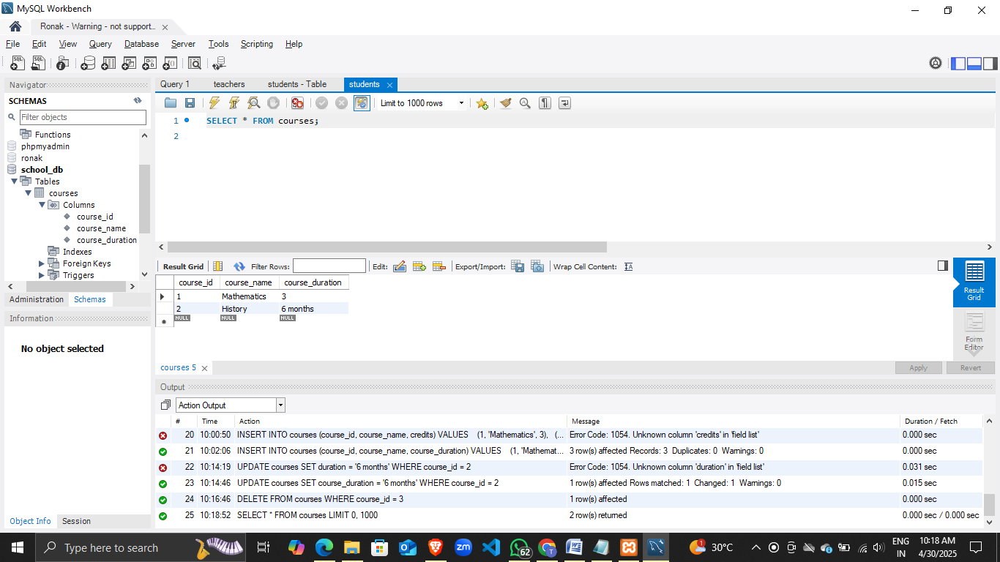 MySQL Workbench
Ronak - Warning - not support...
File Edit View Query Database Server Tools Scripting Help
Navigator
SCHEMAS
Filter objects
Functions
phpmyadmin
ronak
school_db
Tables
courses
Columns
course_id
course_name
course_duration
Indexes
Foreign Keys
Triggers
Administration Schemas
Information
No object selected
Object Info Session
Query 1 teachers students - Table students
Limit to 1000 rows
1 SELECT * FROM courses;
2
Result Grid Filter Rows: Edit: Export/Import: Wrap Cell Content:
course_id course_name course_duration
1 Mathematics 3
2 History 6 months
NULL NULL NULL
Result Grid
Form Editor
courses 5
Apply Revert
Output
Action Output
# Time Action Message Duration / Fetch
20 10:00:50 INSERT INTO courses (course_id, course_name, credits) VALUES (1, 'Mathematics', 3), (... Error Code: 1054. Unknown column 'credits' in 'field list' 0.000 sec
21 10:02:06 INSERT INTO courses (course_id, course_name, course_duration) VALUES (1, 'Mathemat... 3 row(s) affected Records: 3 Duplicates: 0 Warnings: 0 0.000 sec
22 10:14:19 UPDATE courses SET duration = '6 months' WHERE course_id = 2 Error Code: 1054. Unknown column 'duration' in 'field list' 0.031 sec
23 10:14:46 UPDATE courses SET course_duration = '6 months' WHERE course_id = 2 1 row(s) affected Rows matched: 1 Changed: 1 Warnings: 0 0.015 sec
24 10:16:46 DELETE FROM courses WHERE course_id = 3 1 row(s) affected 0.000 sec
25 10:18:52 SELECT * FROM courses LIMIT 0, 1000 2 row(s) returned 0.000 sec / 0.000 sec
Type here to search
zm
62
T
1
30°C
ENG
IN
10:18 AM
4/30/2025